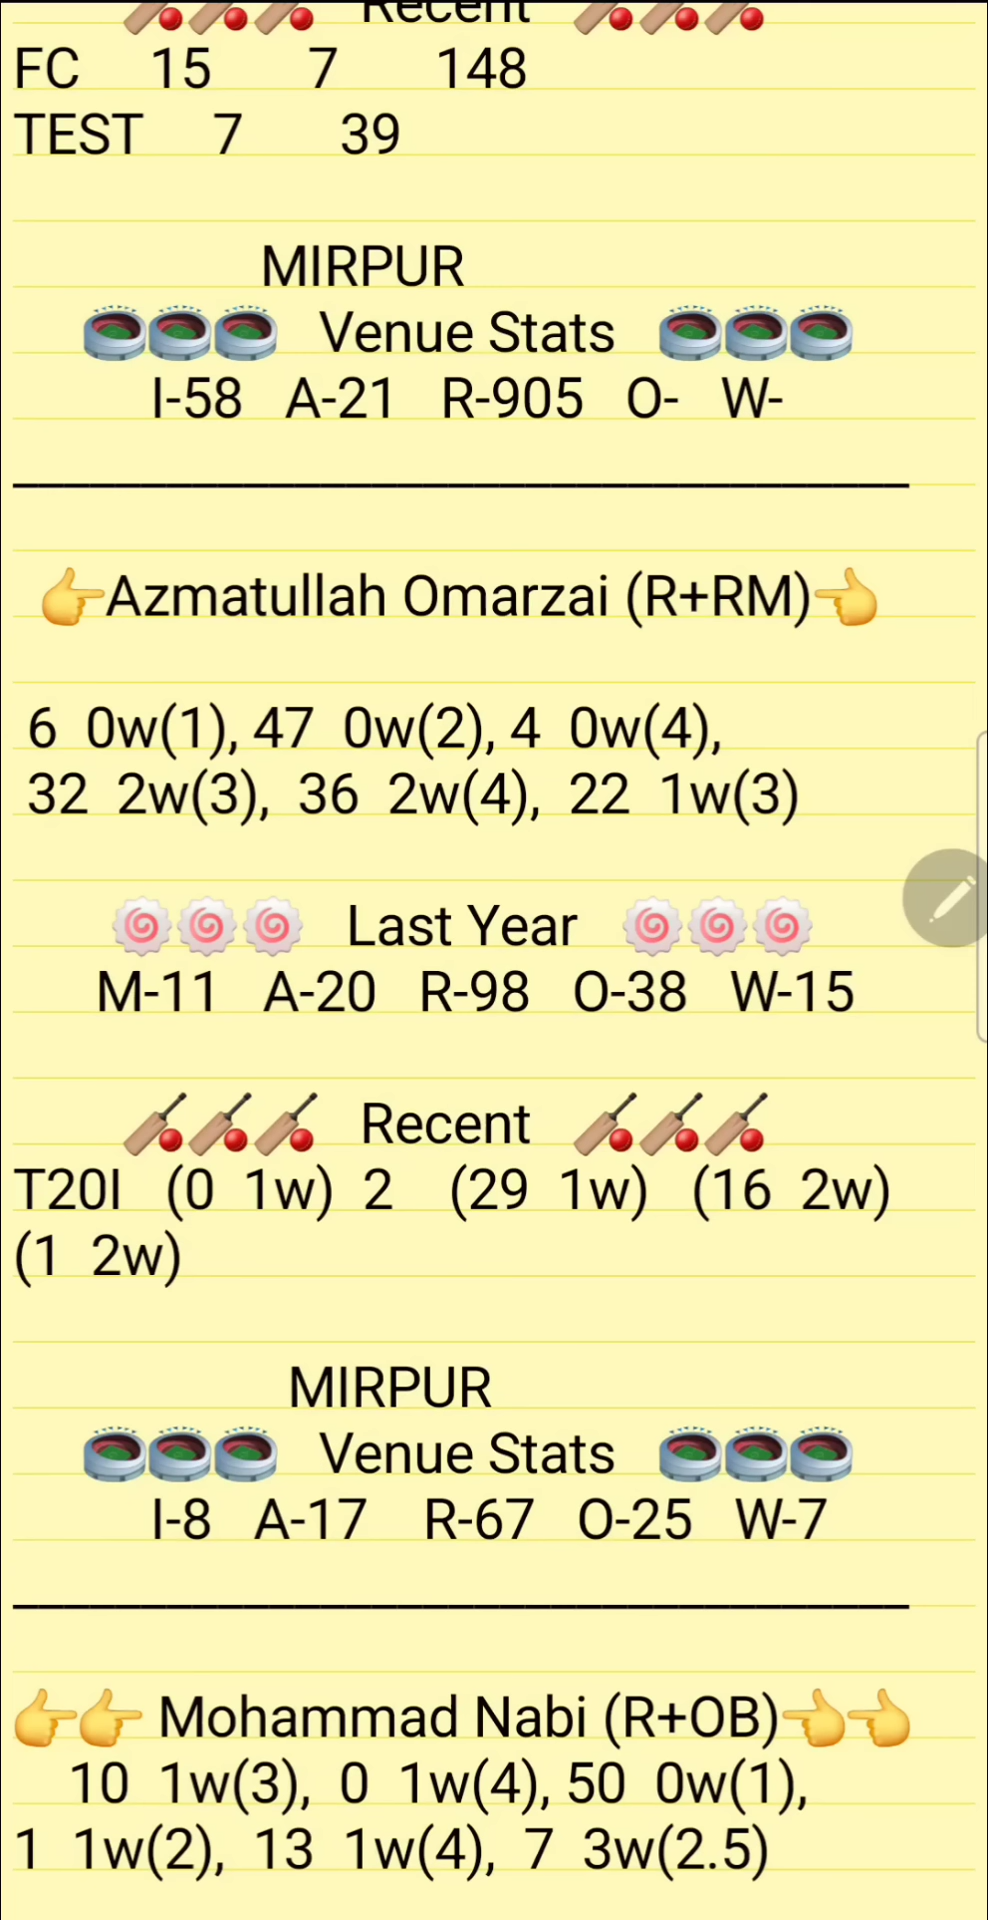 Recent
FC 15 7 148
TEST 7 39
MIRPUR
Venue Stats
I-58 A-21 R-905 O- W-
Azmatullah Omarzai (R+RM)
6 0w(1), 47 0w(2), 4 0w(4),
32 2w(3), 36 2w(4), 22 1w(3)
Last Year
M-11 A-20 R-98 O-38 W-15
Recent
T20I (0 1w) 2 (29 1w) (16 2w)
(1 2w)
MIRPUR
Venue Stats
I-8 A-17 R-67 O-25 W-7
Mohammad Nabi (R+OB)
10 1w(3), 0 1w(4), 50 0w(1),
1 1w(2), 13 1w(4), 7 3w(2.5)